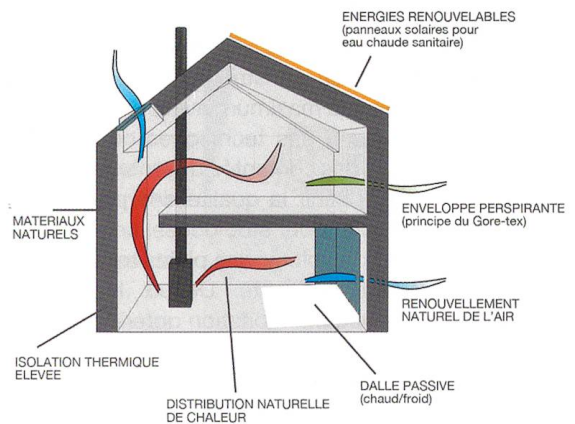 ENERGIES RENOUVELABLES
(panneaux solaires pour
eau chaude sanitaire)
MATERIAUX
NATURELS
ENVELOPPE PERSPIRANTE
(principe du Gore-tex)
RENOUVELLEMENT
NATUREL DE L'AIR
ISOLATION THERMIQUE
ELEVEE
DALLE PASSIVE
(chaud/froid)
DISTRIBUTION NATURELLE
DE CHALEUR